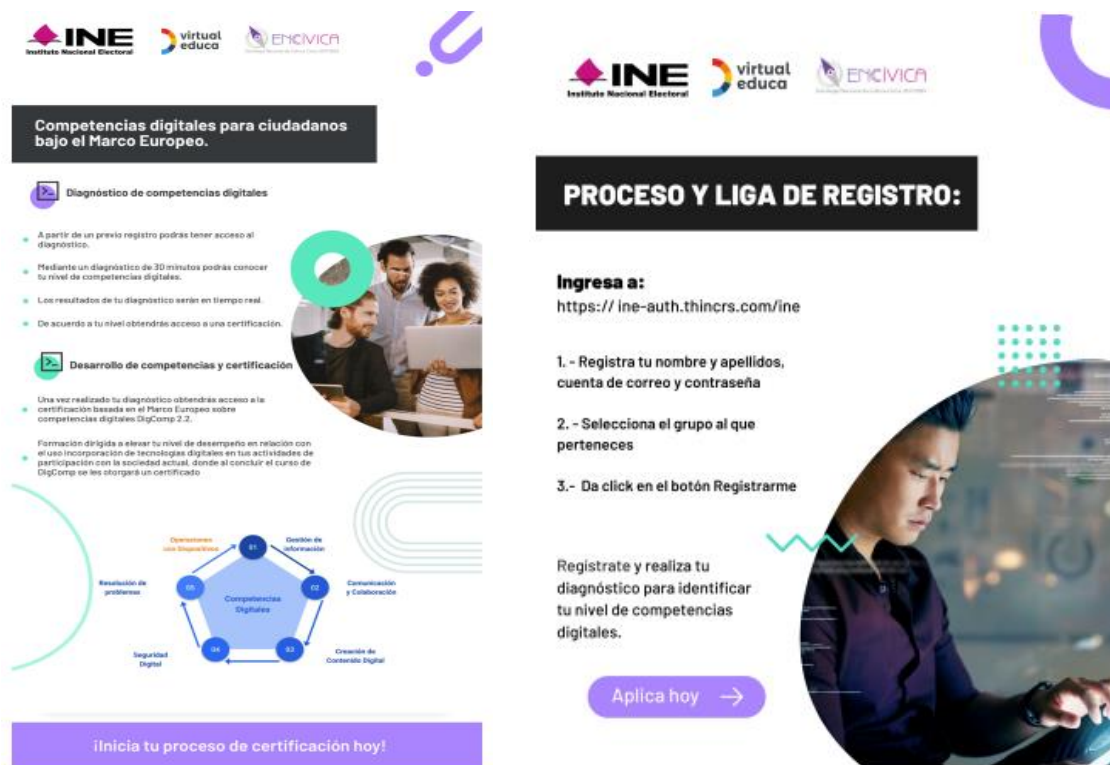 INE
Instituto Nacional Electoral
virtual
educa
ENCÍVICA
Competencias digitales para ciudadanos
bajo el Marco Europeo.
Diagnóstico de competencias digitales
A partir de un previo registro podrás tener acceso al
diagnóstico.
Mediante un diagnóstico de 30 minutos podrás conocer
tu nivel de competencias digitales.
Los resultados de tu diagnóstico serán en tiempo real.
De acuerdo a tu nivel obtendrás acceso a una certificación.
Desarrollo de competencias y certificación
Una vez realizado tu diagnóstico obtendrás acceso a la
certificación basada en el Marco Europeo sobre
competencias digitales DigComp 2.2.
Formación dirigida a elevar tu nivel de desempeño en relación con
el uso incorporación de tecnologías digitales en tus actividades de
participación con la sociedad actual, donde al concluir el curso de
DigComp se les otorgará un certificado
Operaciones
con Dispositivos
01
Gestión de
información
Resolución de
problemas
05
02
Comunicación
y Colaboración
Competencias
Digitales
04
03
Seguridad
Digital
Creación de
Contenido Digital
¡Inicia tu proceso de certificación hoy!
INE
Instituto Nacional Electoral
virtual
educa
ENCÍVICA
PROCESO Y LIGA DE REGISTRO:
Ingresa a:
https:// ine-auth.thincrs.com/ine
1. - Registra tu nombre y apellidos,
cuenta de correo y contraseña
2. - Selecciona el grupo al que
perteneces
3.- Da click en el botón Registrarme
Regístrate y realiza tu
diagnóstico para identificar
tu nivel de competencias
digitales.
Aplica hoy